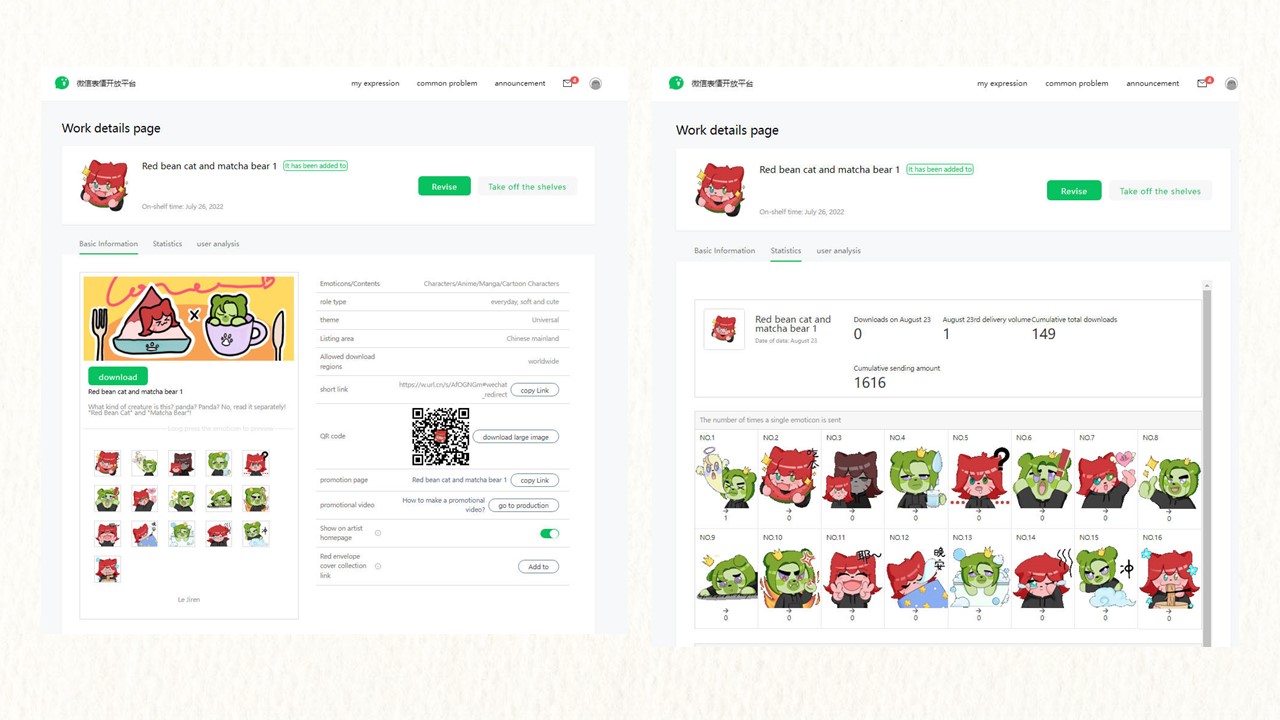 微信表情开放平台
my expression
common problem
announcement
4
Work details page
Red bean cat and matcha bear 1
It has been added to
Revise
Take off the shelves
On-shelf time: July 26, 2022
Basic Information
Statistics
user analysis
X
download
Red bean cat and matcha bear 1
What kind of creature is this? panda? Panda? No, read it separately!
"Red Bean Cat" and "Matcha Bear"!
Long press the emoticon to preview
Le Jiren
Emoticons/Contents
Characters/Anime/Manga/Cartoon Characters
role type
everyday, soft and cute
theme
Universal
Listing area
Chinese mainland
Allowed download
regions
worldwide
short link
https://w.url.cn/s/AfOGNGm#wechat
_redirect
copy Link
QR code
download large image
promotion page
Red bean cat and matcha bear 1
copy Link
promotional video
How to make a promotional
video?
go to production
Show on artist
homepage
Red envelope
cover collection
link
Add to
微信表情开放平台
my expression
common problem
announcement
4
Work details page
Red bean cat and matcha bear 1
It has been added to
Revise
Take off the shelves
On-shelf time: July 26, 2022
Basic Information
Statistics
user analysis
Red bean cat and
matcha bear 1
Date of data: August 23
Downloads on August 23
0
August 23rd delivery volume
1
Cumulative total downloads
149
Cumulative sending amount
1616
The number of times a single emoticon is sent
NO.1
NO.2
NO.3
NO.4
NO.5
NO.6
NO.7
NO.8
?
1
0
0
0
0
0
0
0
NO.9
NO.10
NO.11
NO.12
NO.13
NO.14
NO.15
NO.16
耶~
晚安
冲
0
0
0
0
0
0
0
0